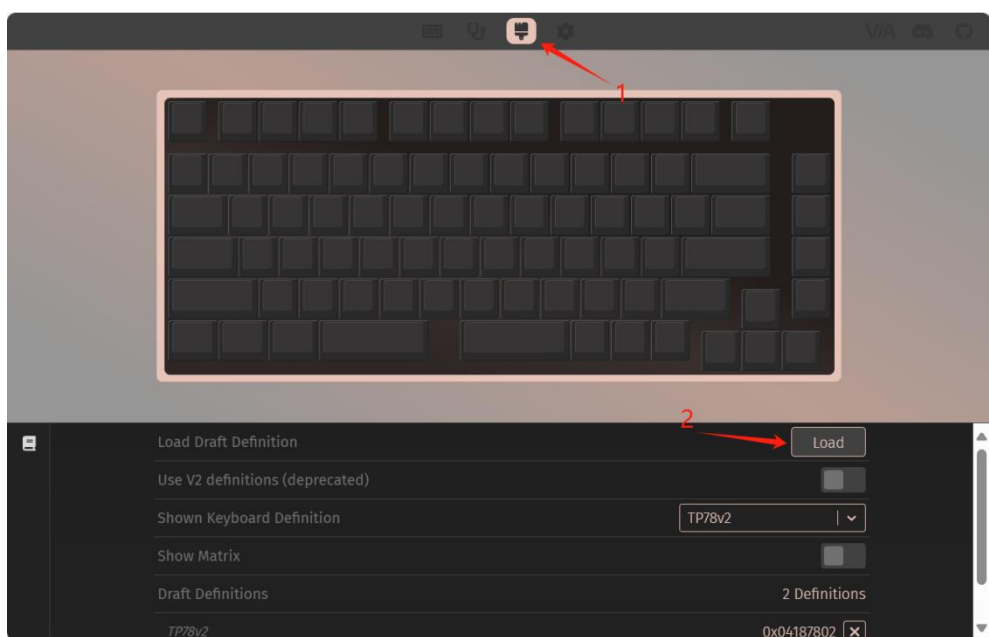 VIA
1
2
Load Draft Definition
Load
Use V2 definitions (deprecated)
Shown Keyboard Definition
TP78v2
Show Matrix
Draft Definitions
2 Definitions
TP78v2
0x04187802